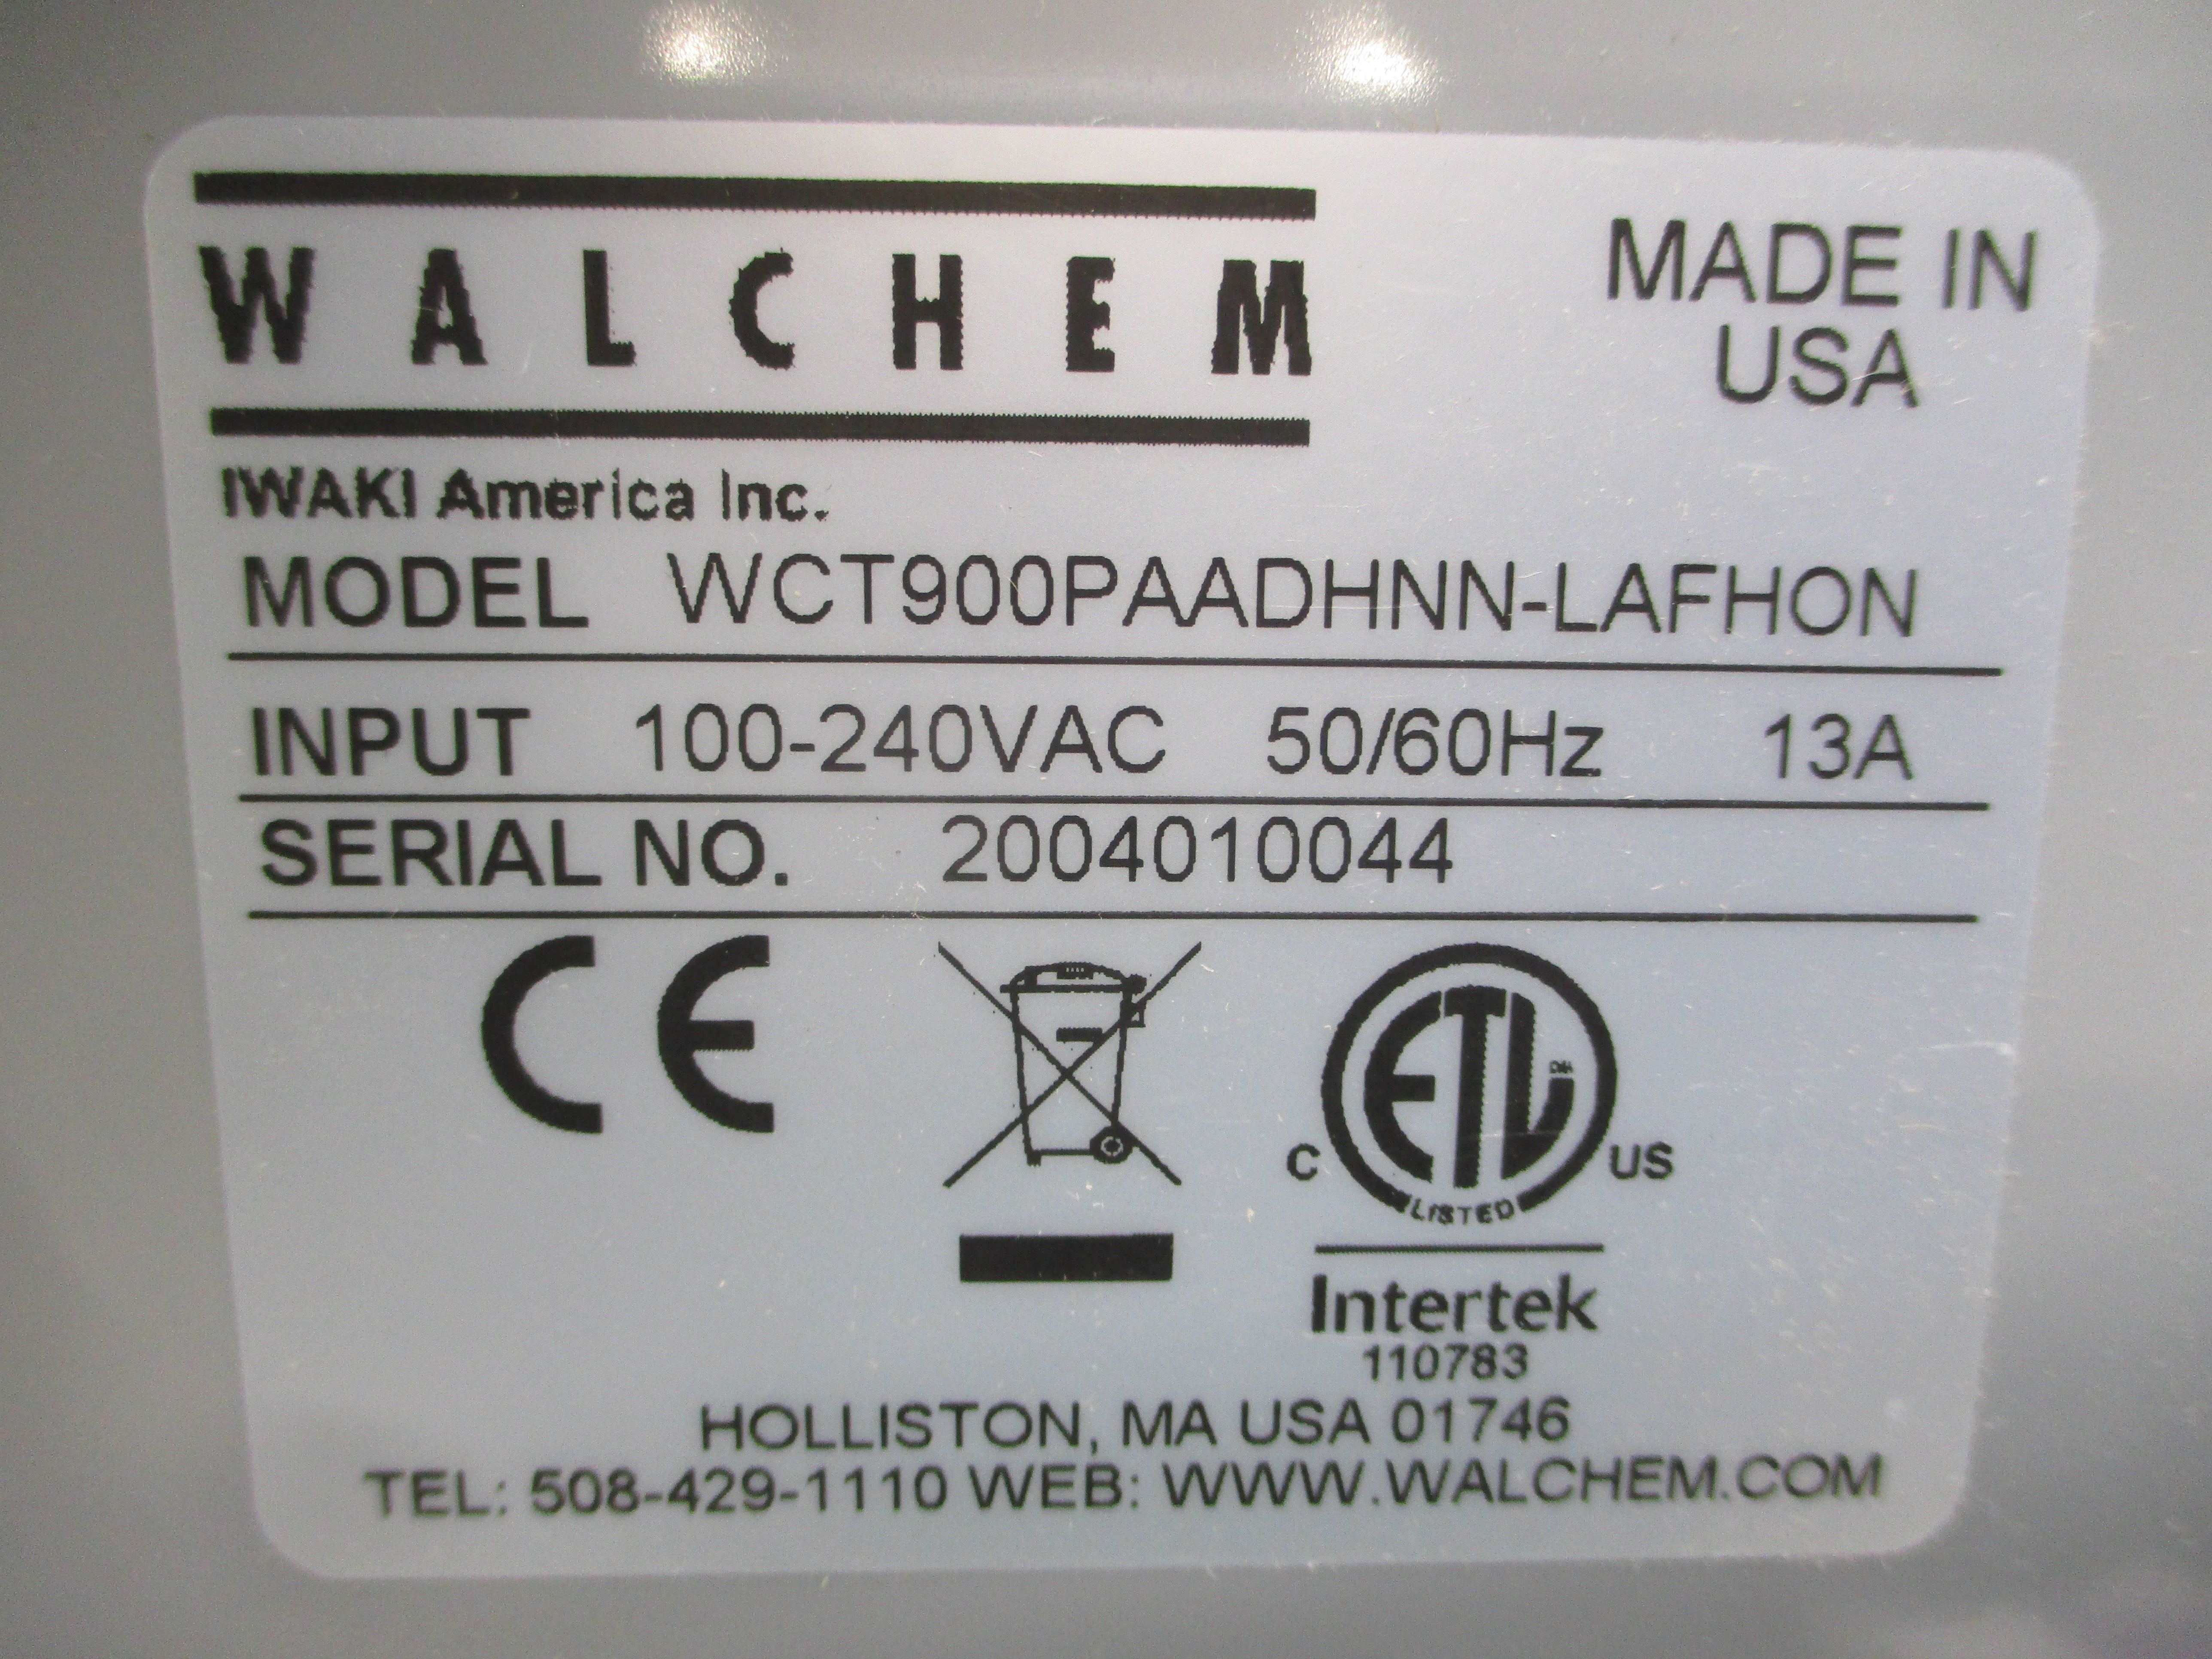 WALCHEM
MADE IN
USA
IWAKI America Inc.
MODEL WCT900PAADHNN-LAFHON
INPUT 100-240VAC 50/60Hz 13A
SERIAL NO. 2004010044
CE
ETL
C US
LISTED
Intertek
110783
HOLLISTON, MA USA 01746
TEL: 508-429-1110 WEB: WWW.WALCHEM.COM